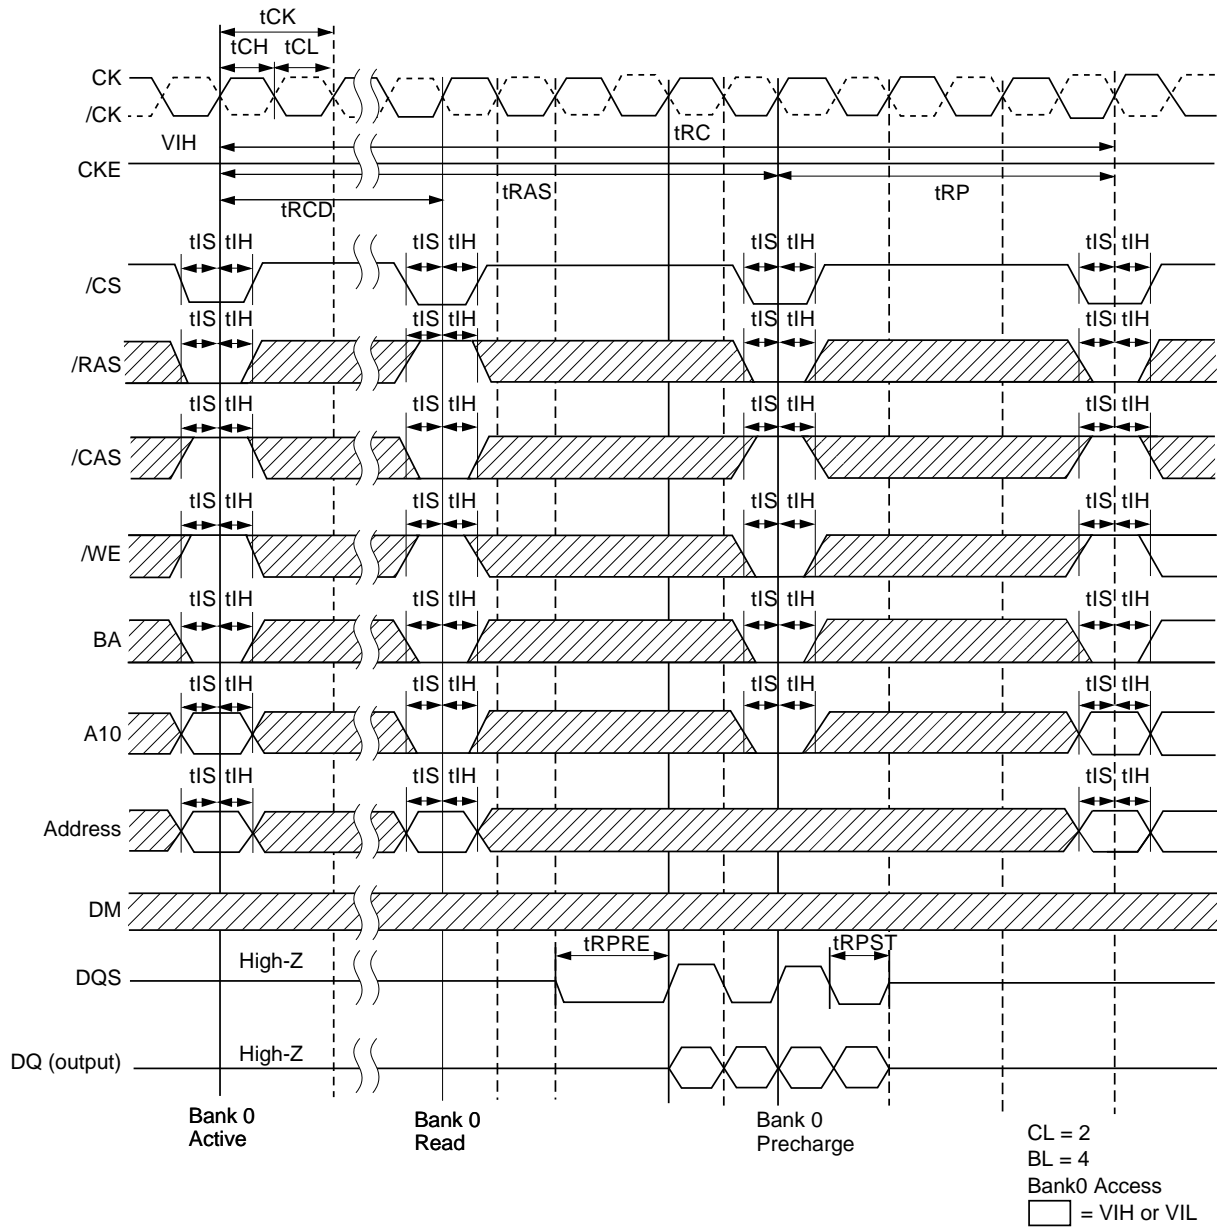 tCK
tCH tCL
CK
/CK
VIH tRC
CKE
tRAS tRP
tRCD
tIS tIH tIS tIH tIS tIH tIS tIH
/CS
tIS tIH tIS tIH tIS tIH tIS tIH
/RAS
tIS tIH tIS tIH tIS tIH tIS tIH
/CAS
tIS tIH tIS tIH tIS tIH tIS tIH
/WE
tIS tIH tIS tIH tIS tIH tIS tIH
BA
tIS tIH tIS tIH tIS tIH tIS tIH
A10
tIS tIH tIS tIH tIS tIH
Address
DM
tRPRE tRPST
High-Z
DQS
High-Z
DQ (output)
Bank 0
Active
Bank 0
Read
Bank 0
Precharge
CL = 2
BL = 4
Bank0 Access
= VIH or VIL